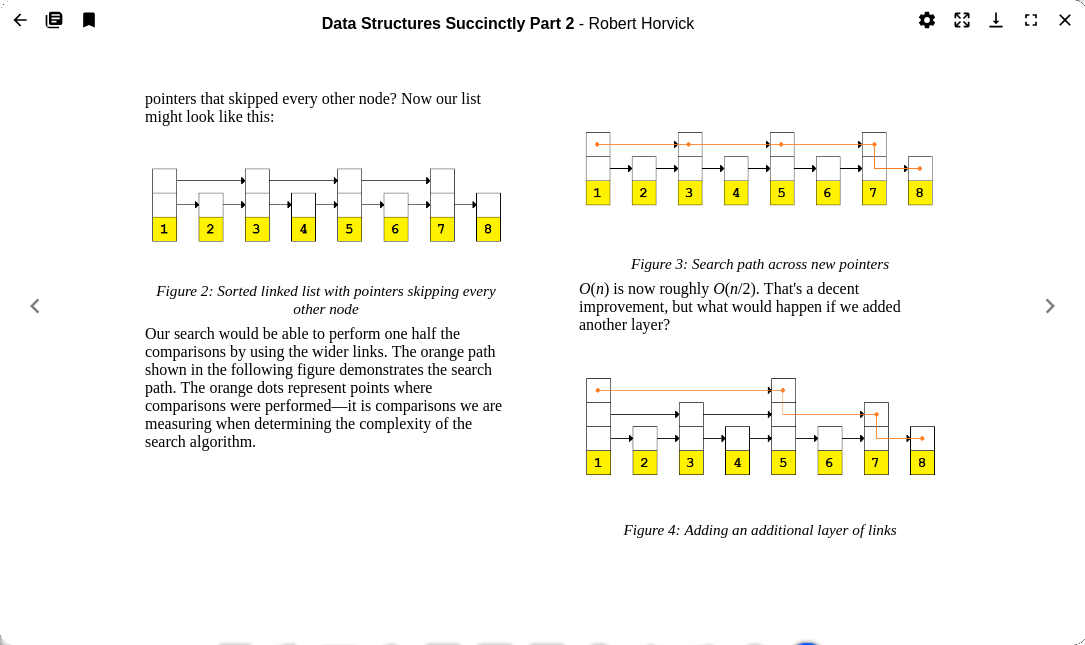 Data Structures Succinctly Part 2 - Robert Horvick
pointers that skipped every other node? Now our list
might look like this:
1 2 3 4 5 6 7 8
Figure 2: Sorted linked list with pointers skipping every
other node
Our search would be able to perform one half the
comparisons by using the wider links. The orange path
shown in the following figure demonstrates the search
path. The orange dots represent points where
comparisons were performed—it is comparisons we are
measuring when determining the complexity of the
search algorithm.
1 2 3 4 5 6 7 8
Figure 3: Search path across new pointers
O(n) is now roughly O(n/2). That's a decent
improvement, but what would happen if we added
another layer?
1 2 3 4 5 6 7 8
Figure 4: Adding an additional layer of links